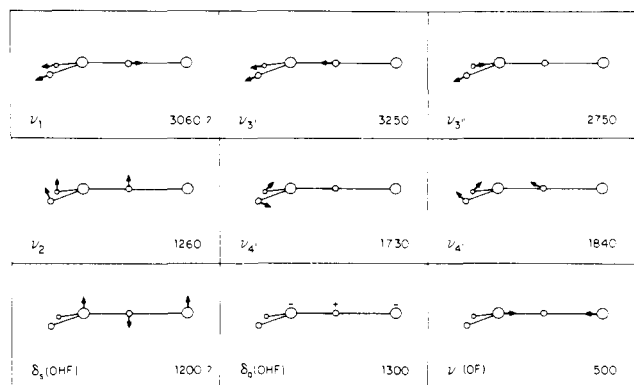 ν₁ 3060 ?
ν₃' 3250
ν₃'' 2750
ν₂ 1260
ν₄' 1730
ν₄' 1840
- + -
δₛ(OHF) 1200 ?
δₐ(OHF) 1300
ν (OF) 500